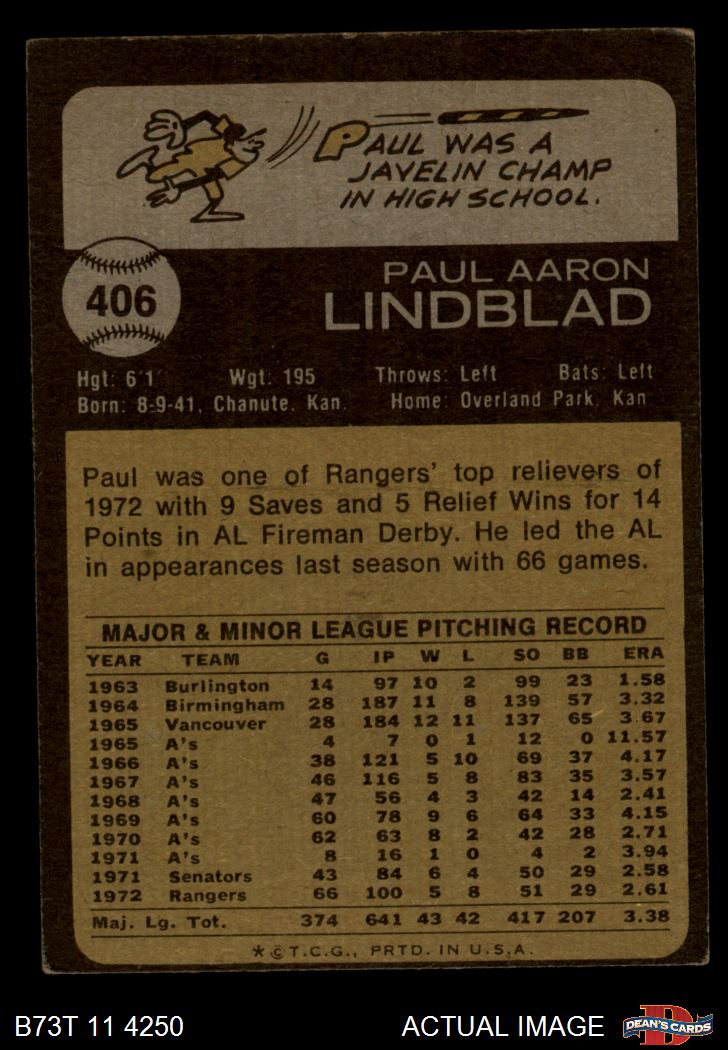 PAUL WAS A
JAVELIN CHAMP
IN HIGH SCHOOL.
406
PAUL AARON
LINDBLAD
Hgt: 6'1" Wgt: 195 Throws: Left Bats: Left
Born: 8-9-41, Chanute, Kan. Home: Overland Park, Kan
Paul was one of Rangers' top relievers of
1972 with 9 Saves and 5 Relief Wins for 14
Points in AL Fireman Derby. He led the AL
in appearances last season with 66 games.
MAJOR & MINOR LEAGUE PITCHING RECORD
YEAR TEAM G IP W L SO BB ERA
1963 Burlington 14 97 10 2 99 23 1.58
1964 Birmingham 28 187 11 8 139 57 3.32
1965 Vancouver 28 184 12 11 137 65 3.67
1965 A's 4 7 0 1 12 0 11.57
1966 A's 38 121 5 10 69 37 4.17
1967 A's 46 116 5 8 83 35 3.57
1968 A's 47 56 4 3 42 14 2.41
1969 A's 60 78 9 6 64 33 4.15
1970 A's 62 63 8 2 42 28 2.71
1971 A's 8 16 1 0 4 2 3.94
1971 Senators 43 84 6 4 50 29 2.58
1972 Rangers 66 100 5 8 51 29 2.61
Maj. Lg. Tot. 374 641 43 42 417 207 3.38
* © T.C.G., PRTD. IN U.S.A.
B73T 11 4250 ACTUAL IMAGE D DEAN'S CARDS